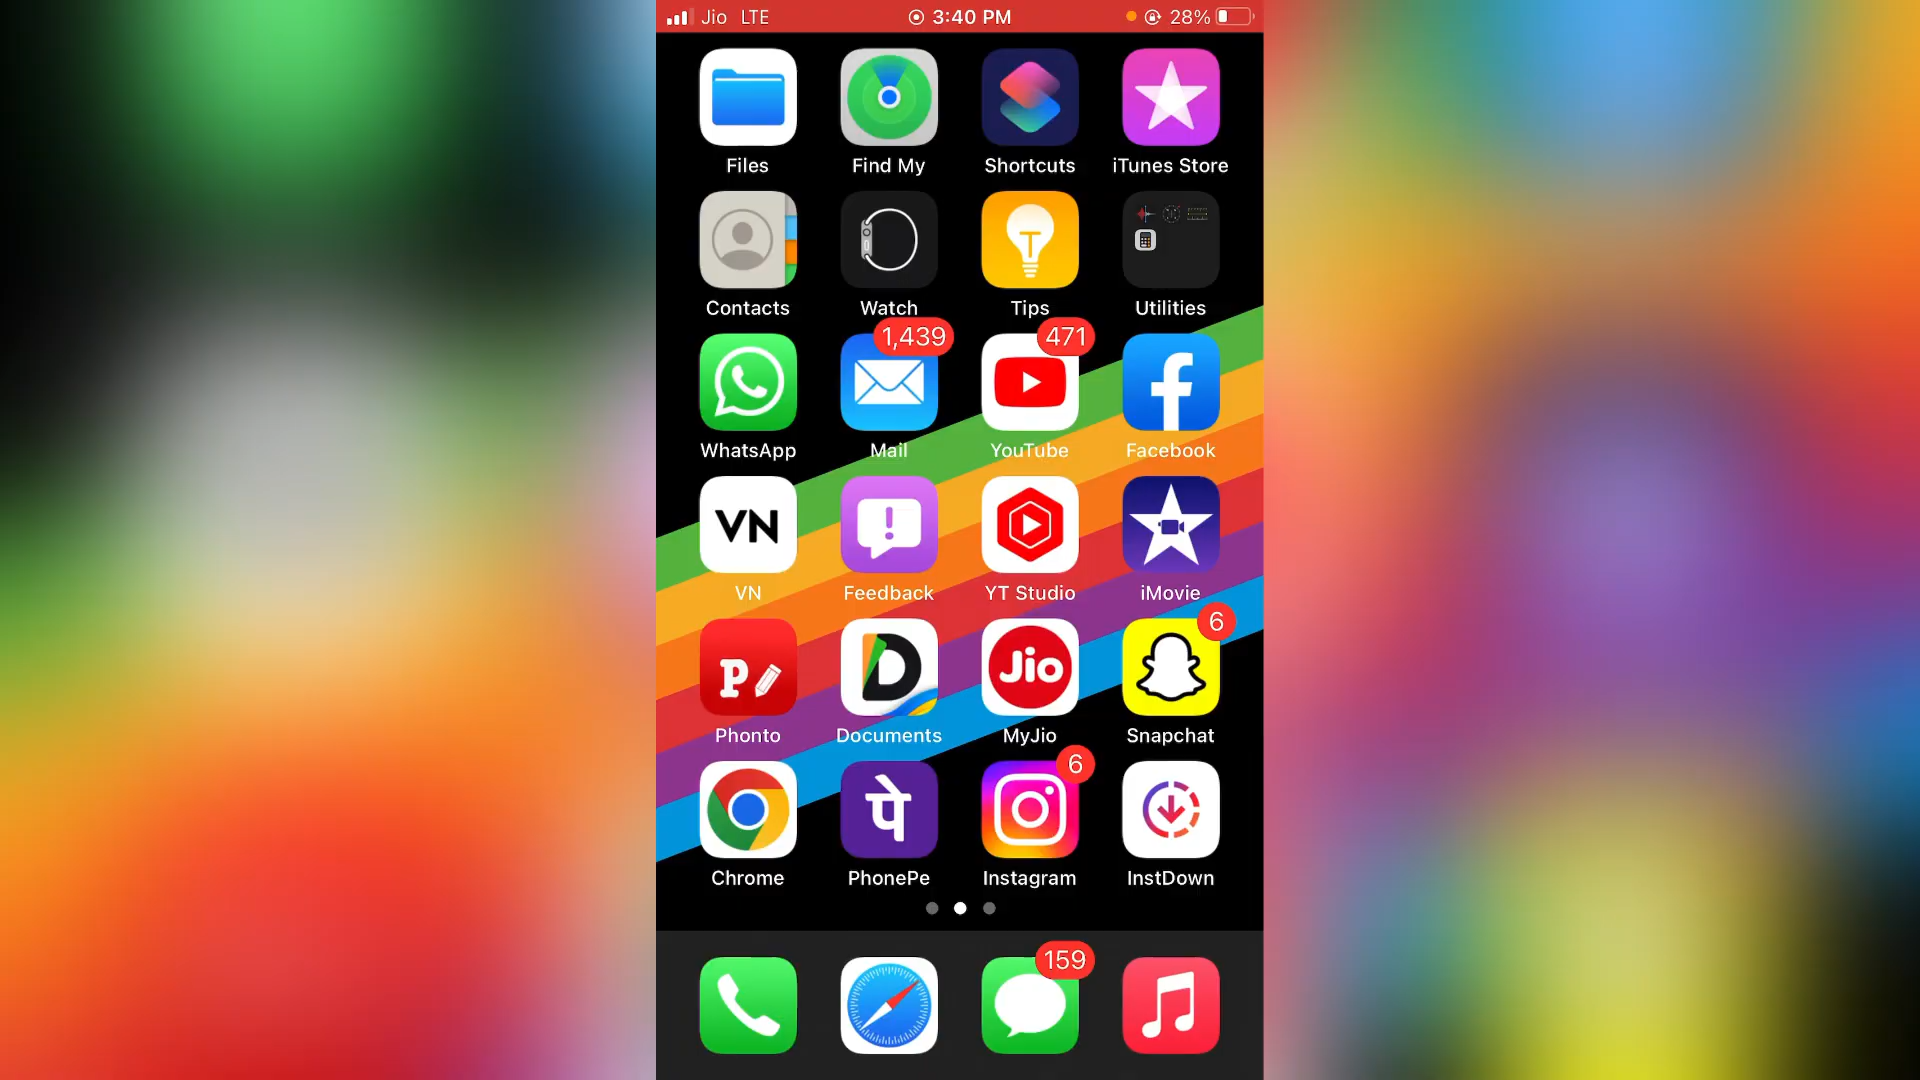 Jio LTE 3:40 PM 28%
Files Find My Shortcuts iTunes Store
Contacts Watch Tips Utilities
1,439 471
WhatsApp Mail YouTube Facebook
VN
VN Feedback YT Studio iMovie
6
P D Jio
Phonto Documents MyJio Snapchat
6
पे
Chrome PhonePe Instagram InstDown
159